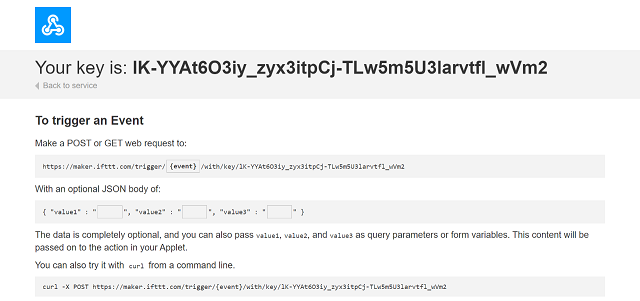 Your key is: lK-YYAt6O3iy_zyx3itpCj-TLw5m5U3larvtfl_wVm2
Back to service
To trigger an Event
Make a POST or GET web request to:
https://maker.ifttt.com/trigger/ {event} /with/key/lK-YYAt6O3iy_zyx3itpCj-TLw5m5U3larvtfl_wVm2
With an optional JSON body of:
{ "value1" : " ", "value2" : " ", "value3" : " " }
The data is completely optional, and you can also pass value1, value2, and value3 as query parameters or form variables. This content will be
passed on to the action in your Applet.
You can also try it with curl from a command line.
curl -X POST https://maker.ifttt.com/trigger/{event}/with/key/lK-YYAt6O3iy_zyx3itpCj-TLw5m5U3larvtfl_wVm2